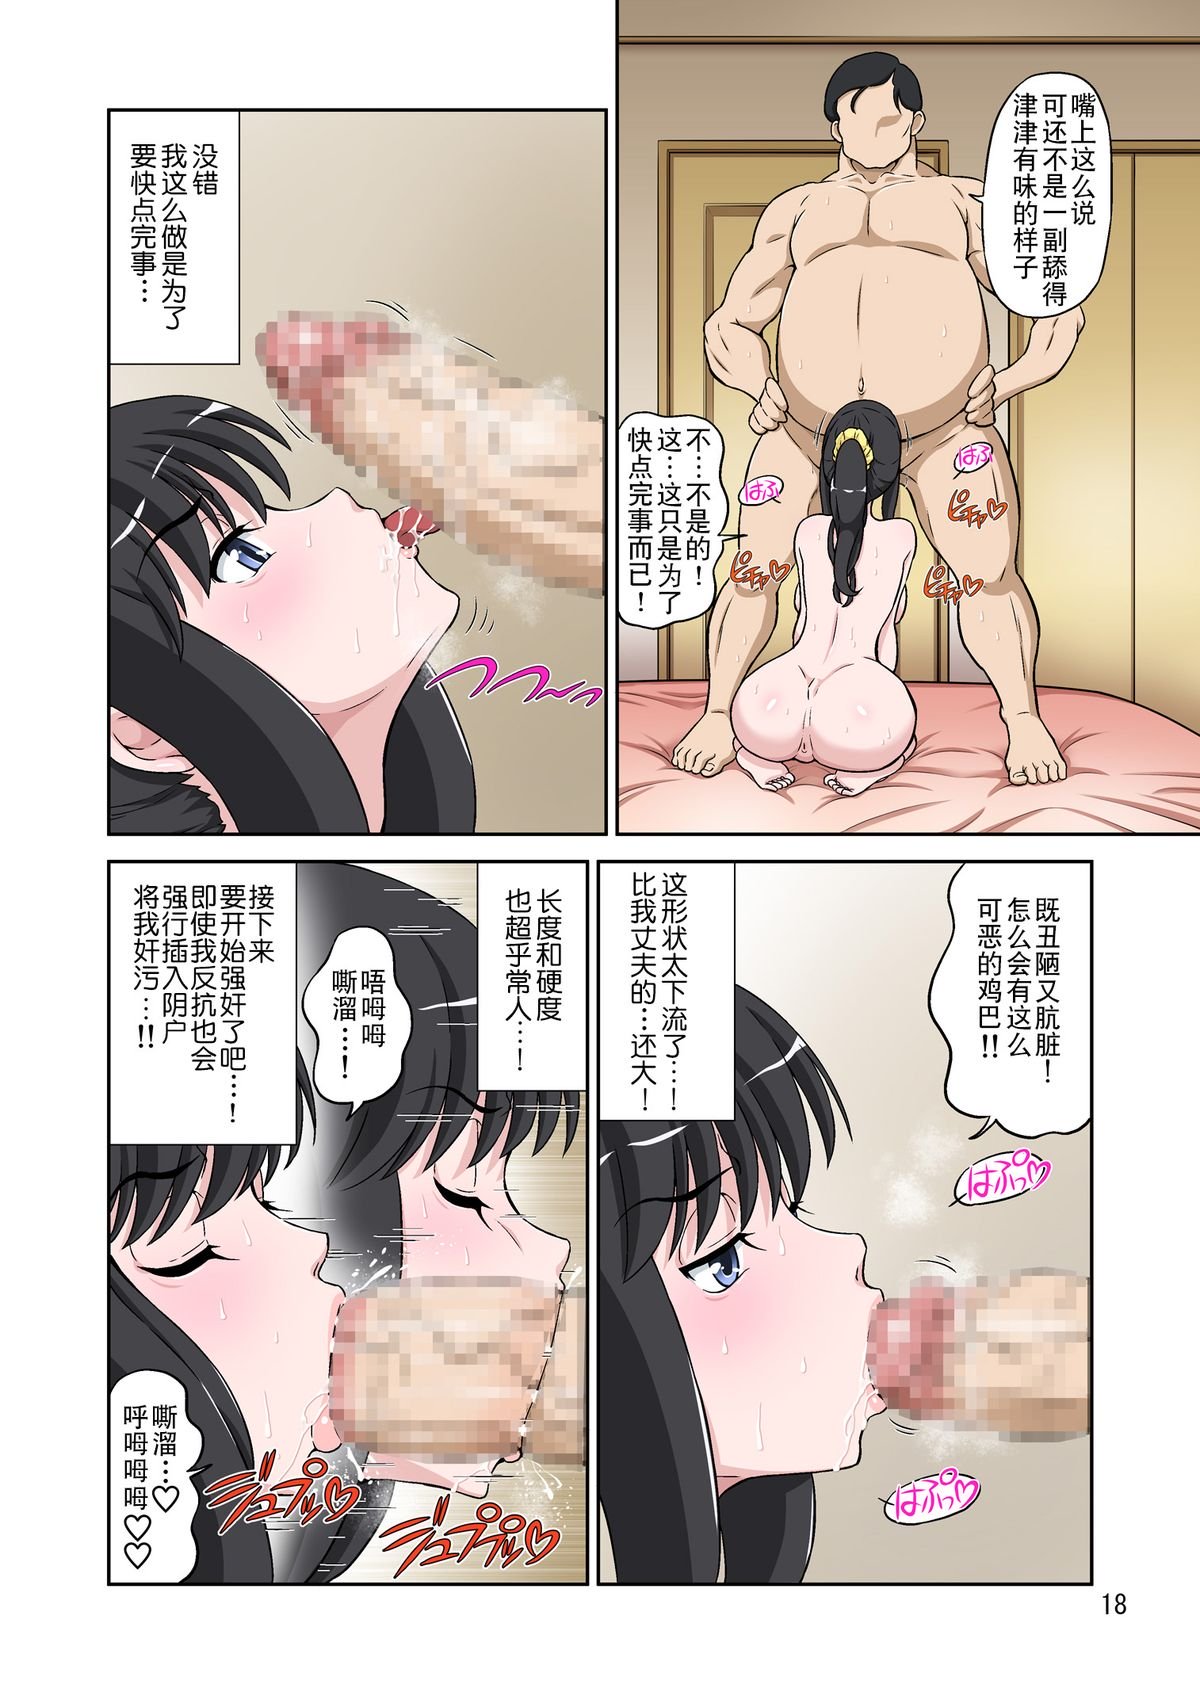 嘴上这么说
可还不是一副舔得
津津有味的样子
はふ
はふ
ピチャ♡
ピチャ♡
ピチャ♡
不…不是的！
这…这只是为了
快点完事而已！
没错
我这么做是为了
要快点完事…
既丑陋又肮脏！
怎么会有这么
可恶的鸡巴!!
はぷっ♡
这形状太下流了…！
比我丈夫的…还大！
はぷっ♡
长度和硬度
也超乎常人…！
唔呣呣
嘶溜…！
接下来
要开始强奸了吧…！
即使我反抗也会
强行插入阴户
将我奸污…!!
嘶溜…♡
呼呣呣呣♡♡
ジュプッ♡
ジュププッ♡
18